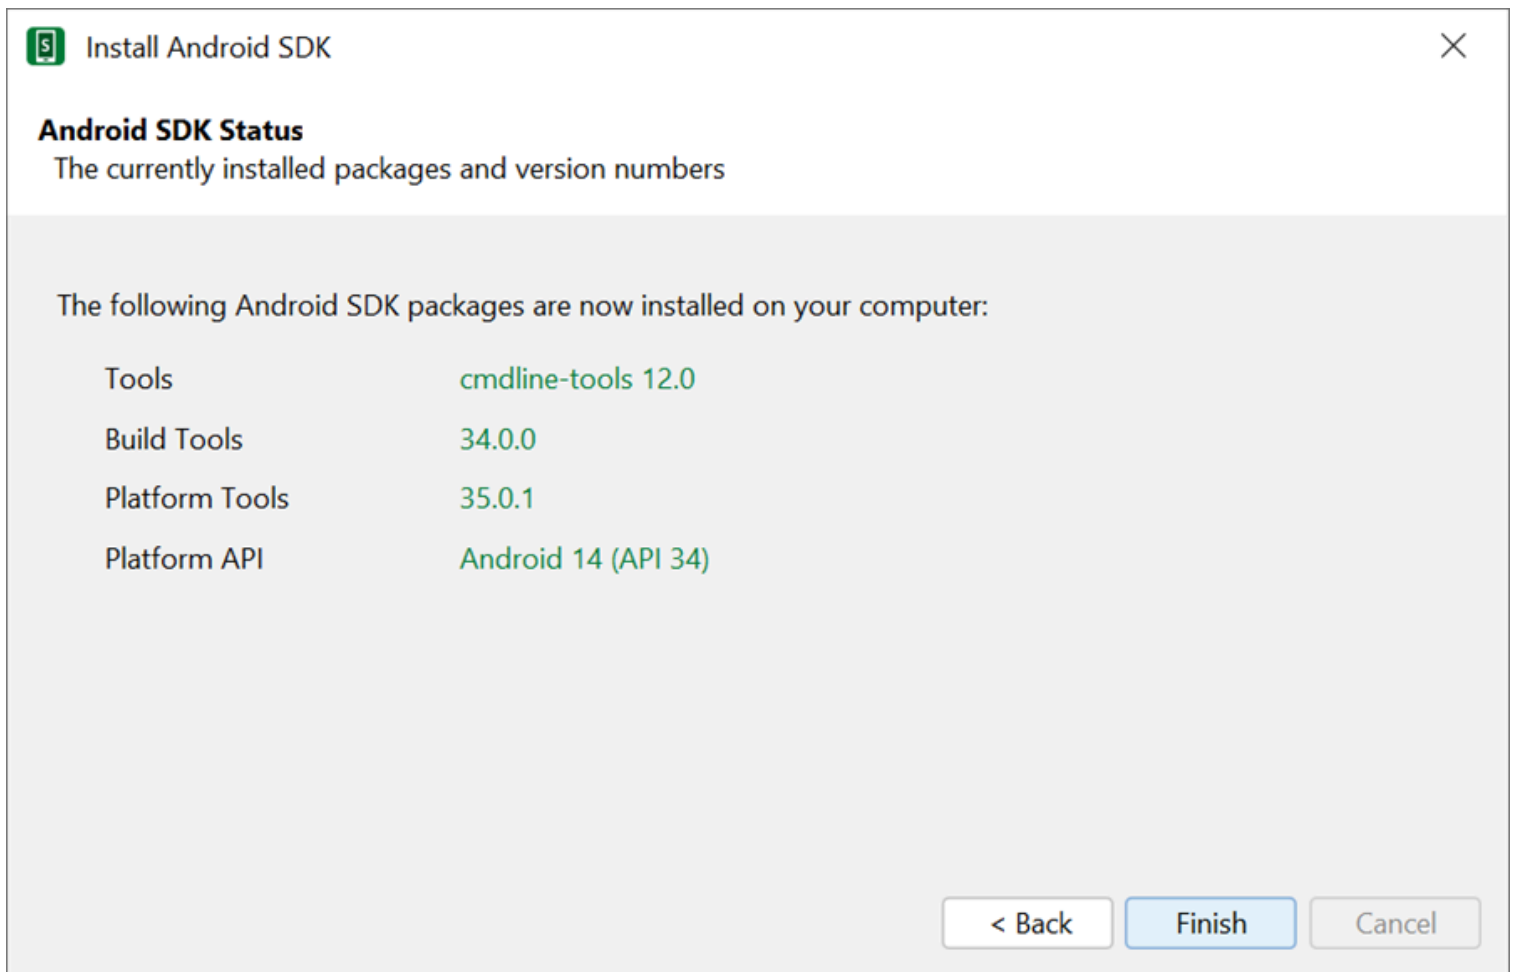 S
Install Android SDK
Android SDK Status
The currently installed packages and version numbers
The following Android SDK packages are now installed on your computer:
Tools cmdline-tools 12.0
Build Tools 34.0.0
Platform Tools 35.0.1
Platform API Android 14 (API 34)
< Back Finish Cancel